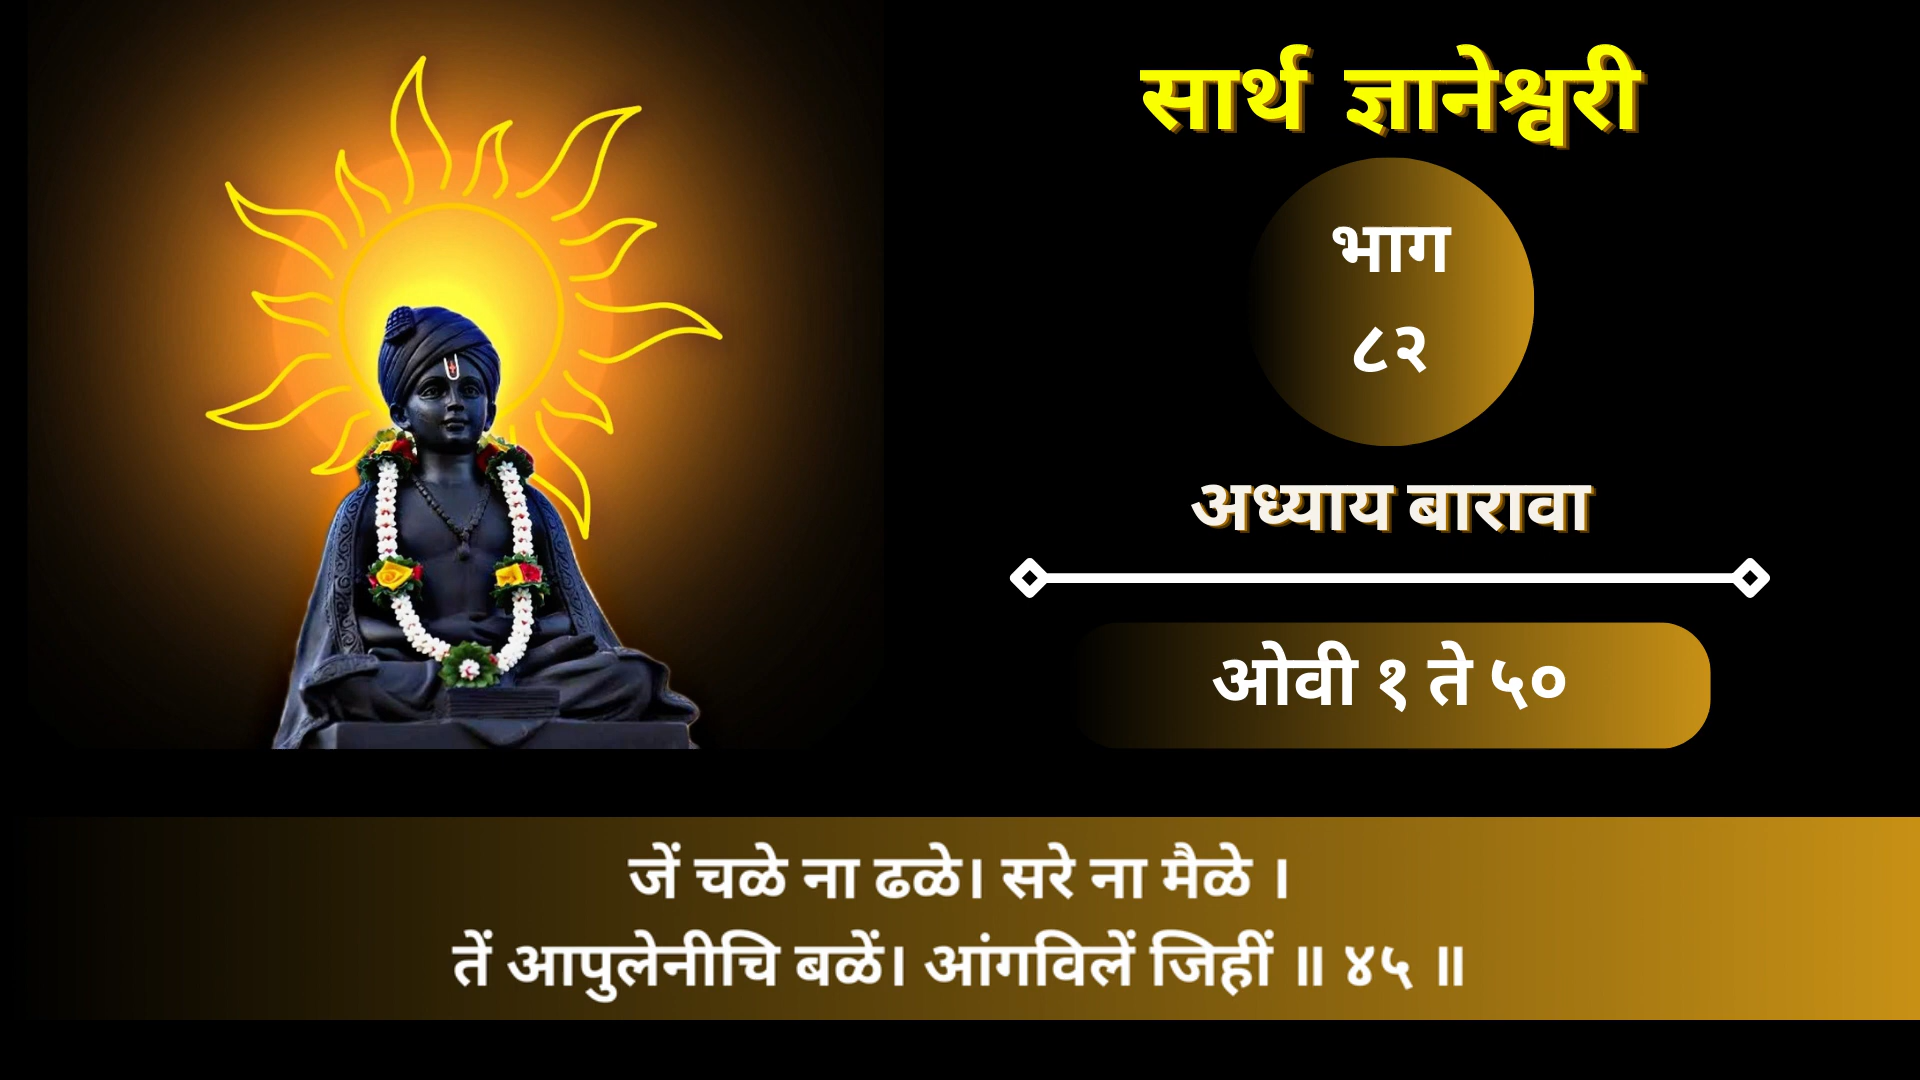 सार्थ ज्ञानेश्वरी
भाग
८२
अध्याय बारावा
ओवी १ ते ५०
जें चळे ना ढळे। सरे ना मैळे ।
तें आपुलेनीचि बळें। आंगविलें जिहीं ॥ ४५ ॥